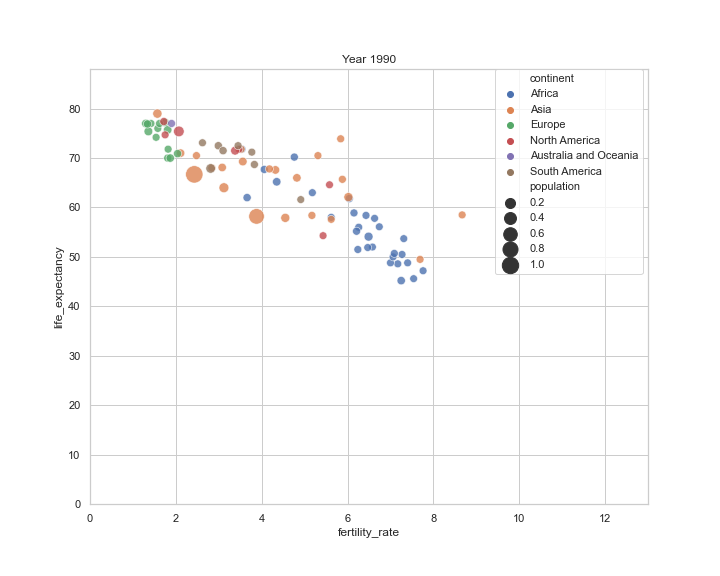 Year 1990
continent
Africa
Asia
Europe
North America
Australia and Oceania
South America
population
0.2
0.4
0.6
0.8
1.0
life_expectancy
80
70
60
50
40
30
20
10
0
0 2 4 6 8 10 12
fertility_rate